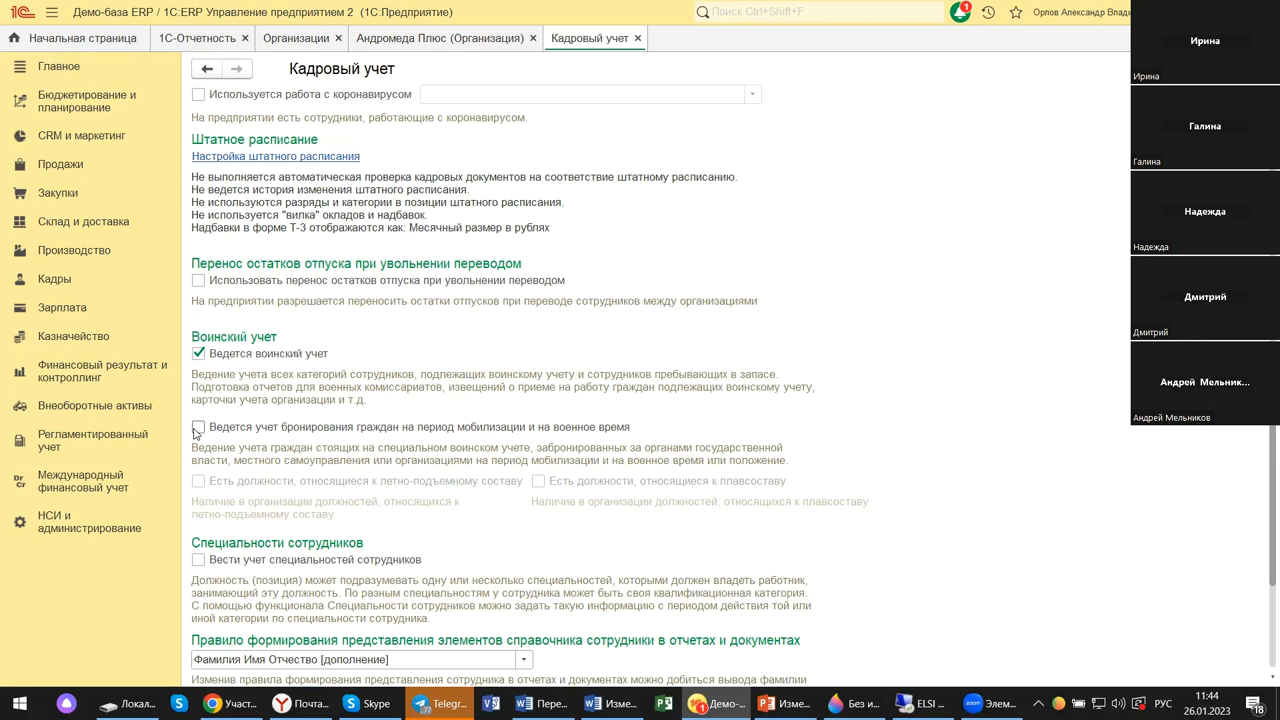 Демо-база ERP / 1С:ERP Управление предприятием 2 (1С:Предприятие)
Поиск Ctrl+Shift+F
1
Орлов Александр Влади
Начальная страница
1С-Отчетность ×
Организации ×
Андромеда Плюс (Организация) ×
Кадровый учет ×
Главное
Бюджетирование и
планирование
CRM и маркетинг
Продажи
Закупки
Склад и доставка
Производство
Кадры
Зарплата
Казначейство
Финансовый результат и
контроллинг
Внеоборотные активы
Регламентированный
учет
Dr
Cr
Международный
финансовый учет
НСИ и
администрирование
Кадровый учет
Используется работа с коронавирусом
На предприятии есть сотрудники, работающие с коронавирусом.
Штатное расписание
Настройка штатного расписания
Не выполняется автоматическая проверка кадровых документов на соответствие штатному расписанию.
Не ведется история изменения штатного расписания.
Не используются разряды и категории в позиции штатного расписания.
Не используется "вилка" окладов и надбавок.
Надбавки в форме Т-3 отображаются как: Месячный размер в рублях
Перенос остатков отпуска при увольнении переводом
Использовать перенос остатков отпуска при увольнении переводом
На предприятии разрешается переносить остатки отпусков при переводе сотрудников между организациями
Воинский учет
Ведется воинский учет
Ведение учета всех категорий сотрудников, подлежащих воинскому учету и сотрудников пребывающих в запасе.
Подготовка отчетов для военных комиссариатов, извещений о приеме на работу граждан подлежащих воинскому учету,
карточки учета организации и т.д.
Ведется учет бронирования граждан на период мобилизации и на военное время
Ведение учета граждан стоящих на специальном воинском учете, забронированных за органами государственной
власти, местного самоуправления или организациями на период мобилизации и на военное время или положение.
Есть должности, относящиеся к летно-подъемному составу
Есть должности, относящиеся к плавсоставу
Наличие в организации должностей, относящихся к
летно-подъемному составу
Наличие в организации должностей, относящихся к плавсоставу
Специальности сотрудников
Вести учет специальностей сотрудников
Должность (позиция) может подразумевать одну или несколько специальностей, которыми должен владеть работник,
занимающий эту должность. По разным специальностям у сотрудника может быть своя квалификационная категория.
С помощью функционала Специальности сотрудников можно задать такую информацию с периодом действия той или
иной категории по специальности сотрудника.
Правило формирования представления элементов справочника сотрудники в отчетах и документах
Фамилия Имя Отчество [дополнение]
Изменив правила формирования представления сотрудника в отчетах и документах можно добиться вывода фамилии
Ирина
Ирина
Галина
Галина
Надежда
Надежда
Дмитрий
Дмитрий
Андрей Мельник...
Андрей Мельников
Локал...
Участ...
Почта...
Skype
77
Telegr...
Измен...
Измен...
Измен...
Демо-...
Изме...
Без и...
ELSI ...
zoom
Элем...
РУС
11:44
26.01.2023
18